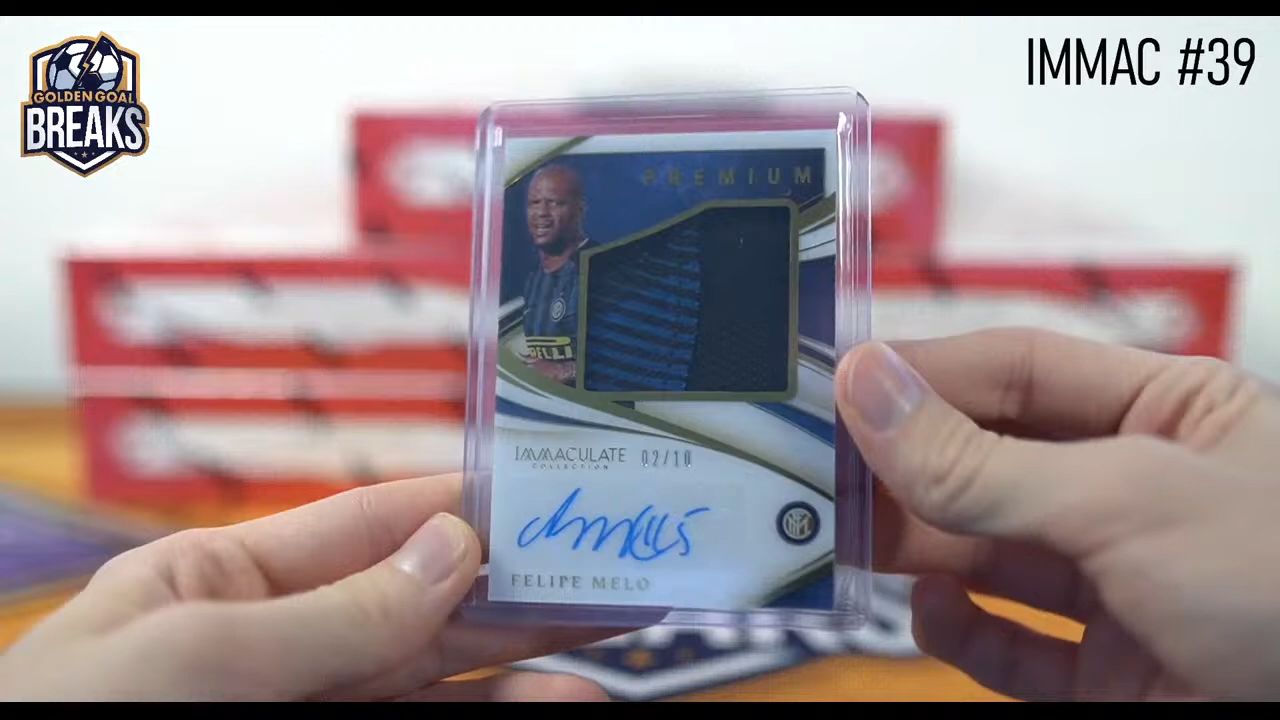 GOLDEN GOAL
BREAKS
IMMAC #39
PREMIUM
IMMACULATE
COLLECTION
02/10
FELIPE MELO